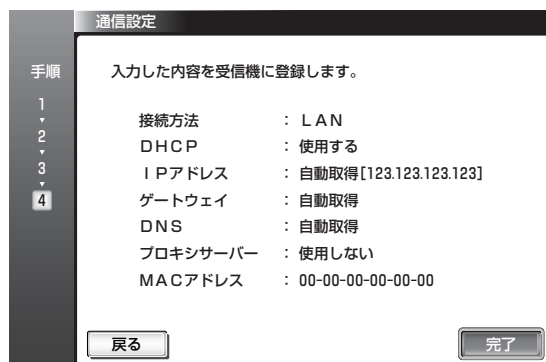 通信設定
手順
1
2
3
4
入力した内容を受信機に登録します。
接続方法 : LAN
DHCP : 使用する
IPアドレス : 自動取得[123.123.123.123]
ゲートウェイ : 自動取得
DNS : 自動取得
プロキシサーバー : 使用しない
MACアドレス : 00-00-00-00-00-00
戻る
完了